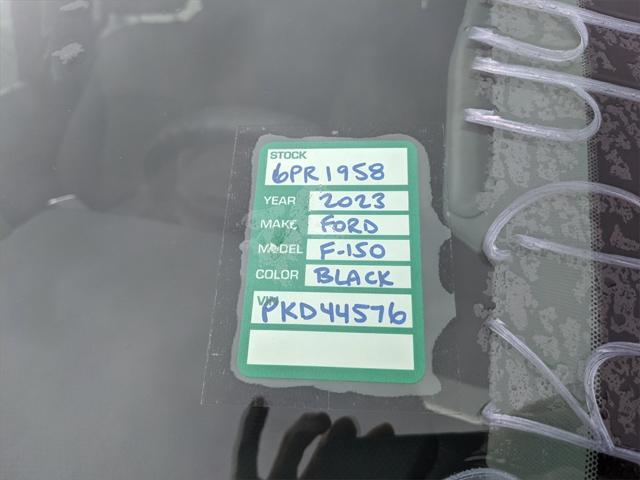 STOCK
6PR1958
YEAR 2023
MAKE FORD
MODEL F-150
COLOR BLACK
VIN
PKD44576